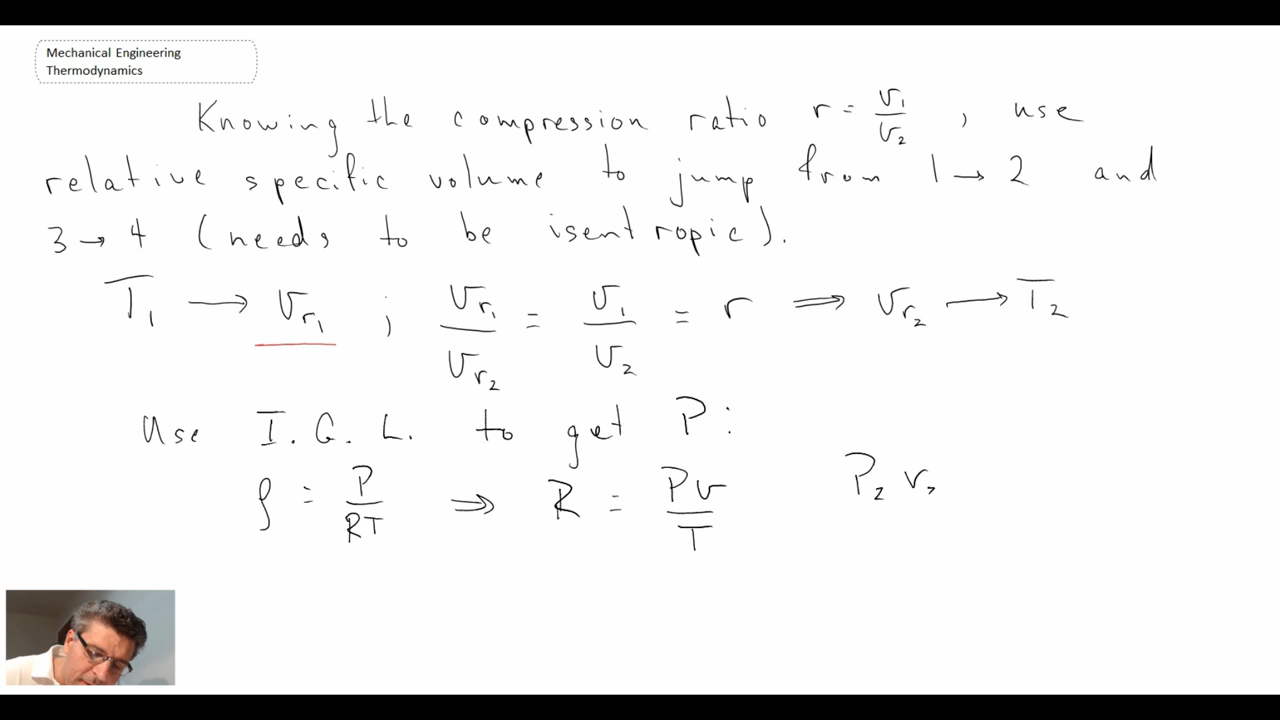 Mechanical Engineering
Thermodynamics
Knowing the compression ratio r = v₁/v₂ , use
relative specific volume to jump from 1 → 2 and
3 → 4 (needs to be isentropic).
T₁ → vr₁ ; vr₁/vr₂ = v₁/v₂ = r ⇒ vr₂ → T₂
Use I.G.L. to get P:
ρ = P/RT ⇒ R = Pv/T P₂ v₂